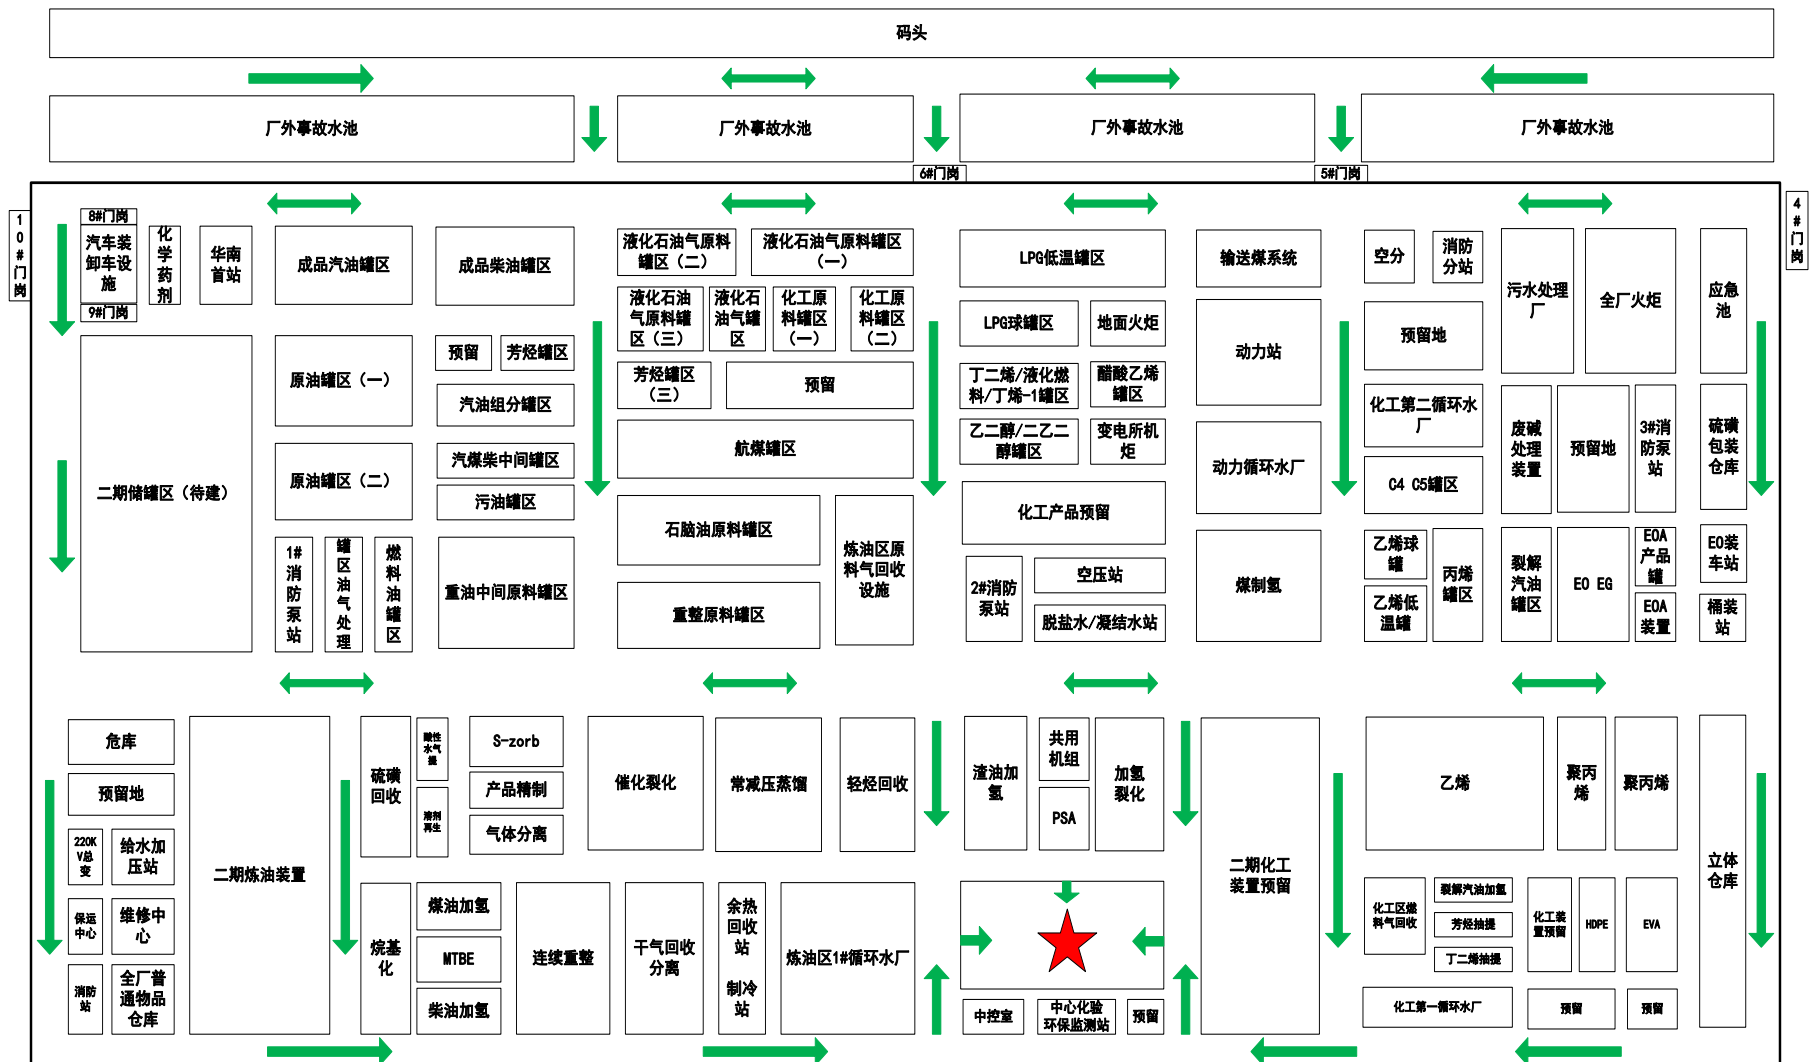 码头
厂外事故水池
厂外事故水池
厂外事故水池
厂外事故水池
6#门岗
5#门岗
10#门岗
4#门岗
8#门岗
汽车装
卸车设
施
9#门岗
化学药剂
华南
首站
成品汽油罐区
成品柴油罐区
液化石油气原料
罐区（二）
液化石油气原料罐区
（一）
LPG低温罐区
输送煤系统
空分
消防
分站
污水处理
厂
全厂火炬
应急
池
液化石油
气原料罐
区（三）
液化石
油气罐
区
化工原
料罐区
（一）
化工原
料罐区
（二）
LPG球罐区
地面火炬
动力站
预留地
二期储罐区（待建）
原油罐区（一）
预留
芳烃罐区
汽油组分罐区
芳烃罐区
（三）
预留
丁二烯/液化燃
料/丁烯-1罐区
醋酸乙烯
罐区
化工第二循环水
厂
废碱
处理
装置
预留地
3#消
防泵
站
硫磺
包装
仓库
原油罐区（二）
汽煤柴中间罐区
污油罐区
航煤罐区
乙二醇/二乙二
醇罐区
变电所机
炬
动力循环水厂
C4 C5罐区
石脑油原料罐区
炼油区原
料气回收
设施
化工产品预留
1#消防泵站
罐区油气处理
燃料油罐区
重油中间原料罐区
重整原料罐区
2#消防
泵站
空压站
脱盐水/凝结水站
煤制氢
乙烯球
罐
乙烯低
温罐
丙烯
罐区
裂解
汽油
罐区
EO EG
EOA
产品
罐
EOA
装置
EO装
车站
桶装
站
危库
预留地
220K
V总
变
给水加
压站
保运
中心
维修中
心
消防
站
全厂普
通物品
仓库
二期炼油装置
硫磺
回收
酸性
水气
提
溶剂
再生
S-zorb
产品精制
气体分离
催化裂化
常减压蒸馏
轻烃回收
渣油加
氢
共用
机组
PSA
加氢
裂化
二期化工
装置预留
乙烯
聚丙
烯
聚丙烯
立体
仓库
烷基
化
煤油加氢
MTBE
柴油加氢
连续重整
干气回收
分离
余热
回收
站
制冷
站
炼油区1#循环水厂
中控室
中心化验
环保监测站
预留
化工区燃
料气回收
裂解汽油加氢
芳烃抽提
丁二烯抽提
化工装
置预留
HDPE
EVA
化工第一循环水厂
预留
预留